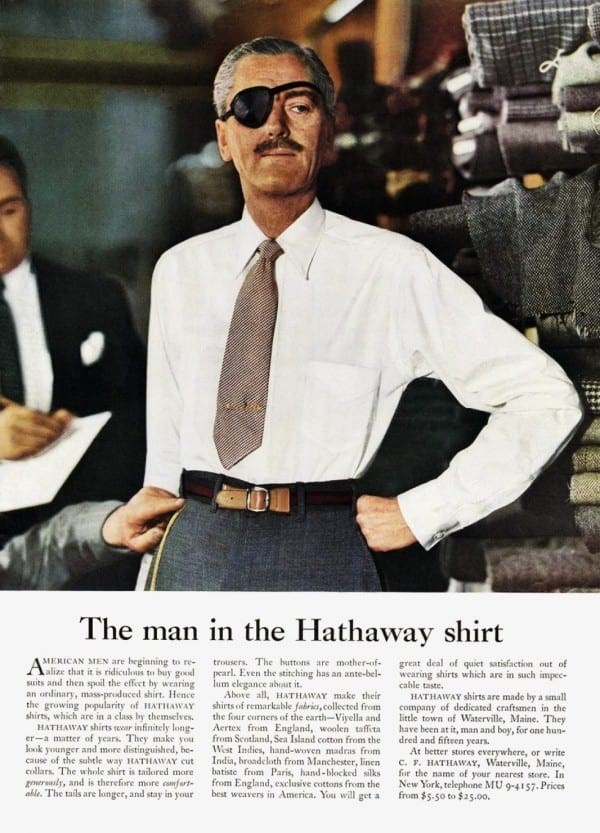 The man in the Hathaway shirt
AMERICAN MEN are beginning to re-
alize that it is ridiculous to buy good
suits and then spoil the effect by wearing
an ordinary, mass-produced shirt. Hence
the growing popularity of HATHAWAY
shirts, which are in a class by themselves.
HATHAWAY shirts wear infinitely long-
er—a matter of years. They make you
look younger and more distinguished, be-
cause of the subtle way HATHAWAY cut
collars. The whole shirt is tailored more
generously, and is therefore more comfort-
able. The tails are longer, and stay in your
trousers. The buttons are mother-of-
pearl. Even the stitching has an ante-bel-
lum elegance about it.
Above all, HATHAWAY make their
shirts of remarkable fabrics, collected from
the four corners of the earth—Viyella and
Aertex from England, woolen taffeta
from Scotland, Sea Island cotton from the
West Indies, hand-woven madras from
India, broadcloth from Manchester, linen
batiste from Paris, hand-blocked silks
from England, exclusive cottons from the
best weavers in America. You will get a
great deal of quiet satisfaction out of
wearing shirts which are in such impec-
cable taste.
HATHAWAY shirts are made by a small
company of dedicated craftsmen in the
little town of Waterville, Maine. They
have been at it, man and boy, for one hun-
dred and fifteen years.
At better stores everywhere, or write
C. F. HATHAWAY, Waterville, Maine,
for the name of your nearest store. In
New York, telephone MU 9-4157. Prices
from $5.50 to $25.00.